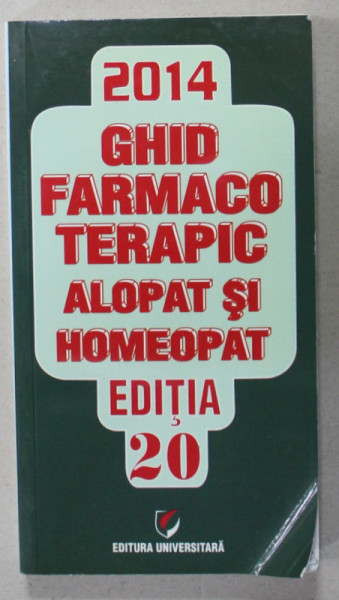 2014
GHID
FARMACO
TERAPIC
ALOPAT ŞI
HOMEOPAT
EDIŢIA
20
EDITURA UNIVERSITARĂ